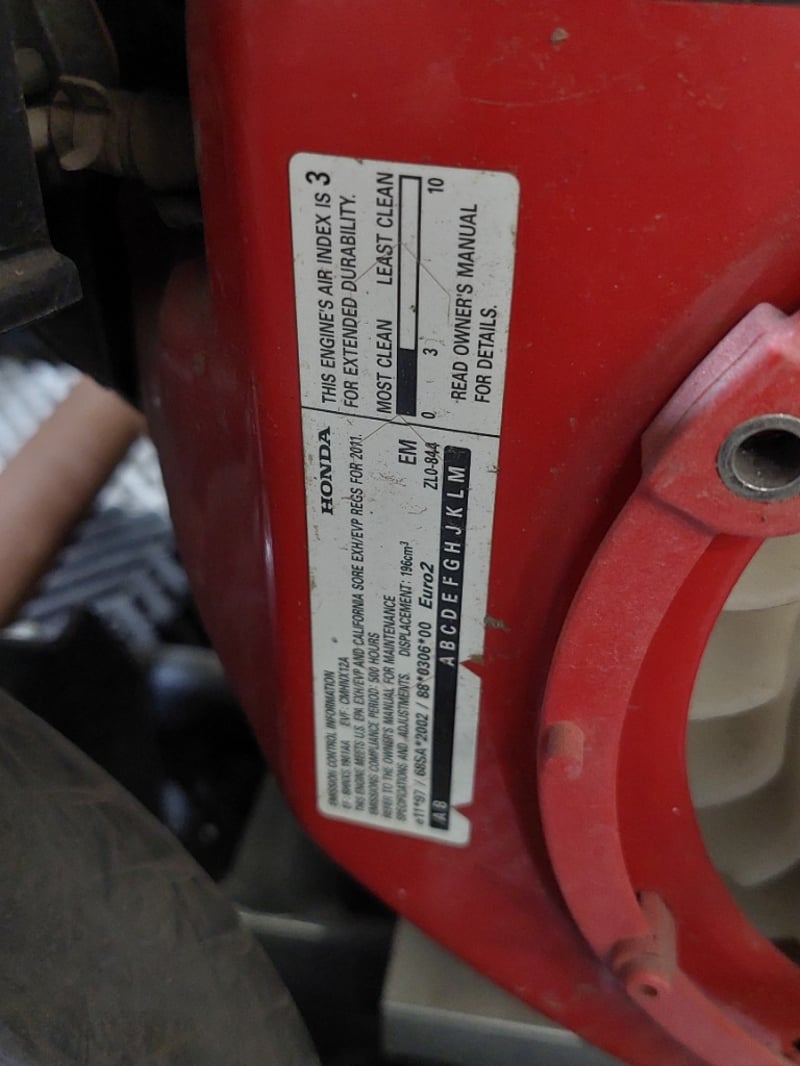 HONDA
EMISSION CONTROL INFORMATION
EVF: CMHNX12A
THIS ENGINE MEETS U.S. EPA EXH/EVP AND CALIFORNIA SORE EXH/EVP REGS FOR 2011.
EMISSIONS COMPLIANCE PERIOD: 500 HOURS
REFER TO THE OWNER'S MANUAL FOR MAINTENANCE
SPECIFICATIONS AND ADJUSTMENTS. DISPLACEMENT: 196cm³
EM
e11*97 / 68SA*2002 / 88*0306*00 Euro2 ZL0-844
A B A B C D E F G H J K L M
THIS ENGINE'S AIR INDEX IS 3
FOR EXTENDED DURABILITY.
MOST CLEAN LEAST CLEAN
0 3 10
READ OWNER'S MANUAL
FOR DETAILS.